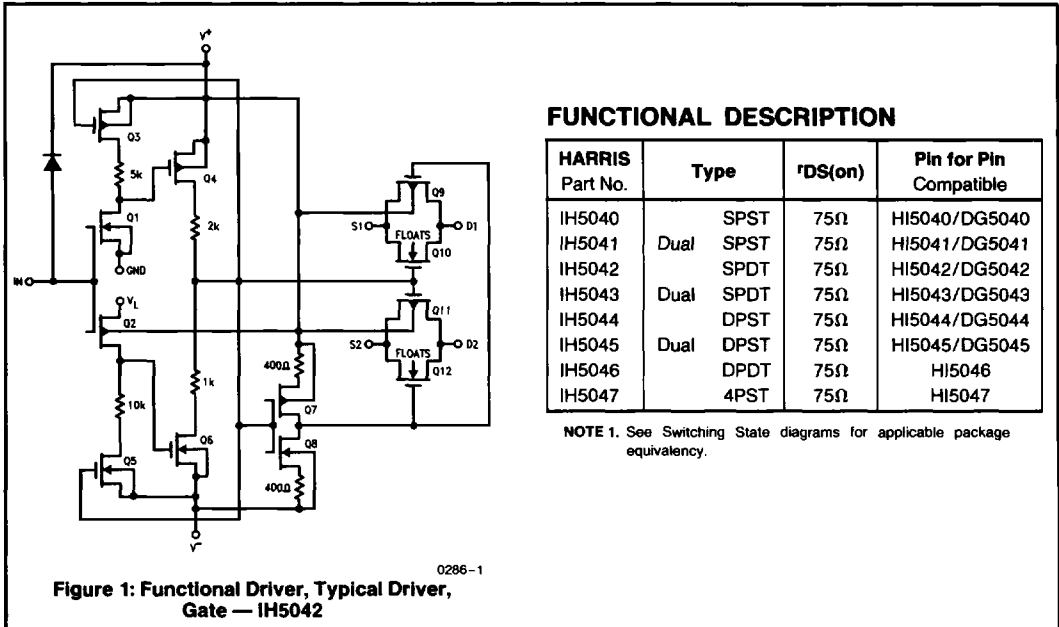 V+
Q3
5k
Q4
Q1
2k
GND
IN
VL
Q2
1k
10k
Q6
Q5
V-
Q9
S1
D1
FLOATS
Q10
Q11
S2
D2
FLOATS
Q12
400Ω
Q7
Q8
400Ω
0286-1
Figure 1: Functional Driver, Typical Driver,
Gate — IH5042
FUNCTIONAL DESCRIPTION
HARRIS Part No. Type rDS(on) Pin for Pin Compatible
IH5040 SPST 75Ω HI5040/DG5040
IH5041 Dual SPST 75Ω HI5041/DG5041
IH5042 SPDT 75Ω HI5042/DG5042
IH5043 Dual SPDT 75Ω HI5043/DG5043
IH5044 DPST 75Ω HI5044/DG5044
IH5045 Dual DPST 75Ω HI5045/DG5045
IH5046 DPDT 75Ω HI5046
IH5047 4PST 75Ω HI5047
NOTE 1. See Switching State diagrams for applicable package
equivalency.